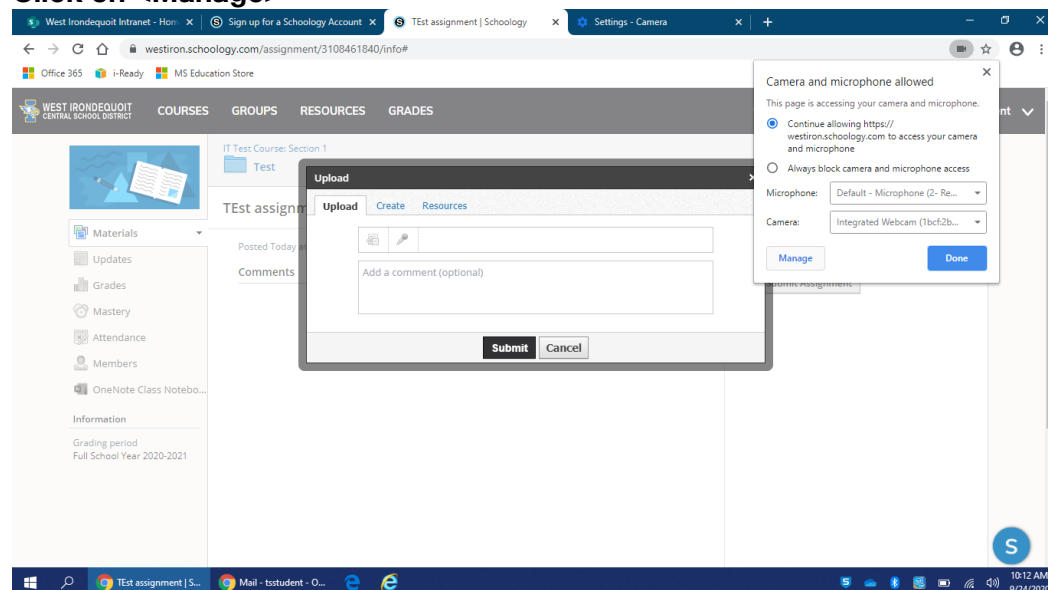 Click on <Manage>
West Irondequoit Intranet - Hom
Sign up for a Schoology Account
TEst assignment | Schoology
Settings - Camera
westiron.schoology.com/assignment/3108461840/info#
Office 365 i-Ready MS Education Store
WEST IRONDEQUOIT
CENTRAL SCHOOL DISTRICT
COURSES GROUPS RESOURCES GRADES
nt
Camera and microphone allowed
This page is accessing your camera and microphone.
Continue allowing https://
westiron.schoology.com to access your camera
and microphone
Always block camera and microphone access
Microphone: Default - Microphone (2- Re...
Camera: Integrated Webcam (1bcf:2b...
Manage Done
IT Test Course: Section 1
Test
TEst assignm
Posted Today a
Comments
Upload
Upload Create Resources
Add a comment (optional)
Submit Cancel
Submit Assignment
Materials
Updates
Grades
Mastery
Attendance
Members
OneNote Class Notebo...
Information
Grading period
Full School Year 2020-2021
S
TEst assignment | S...
Mail - tsstudent - O...
10:12 AM
9/24/2020